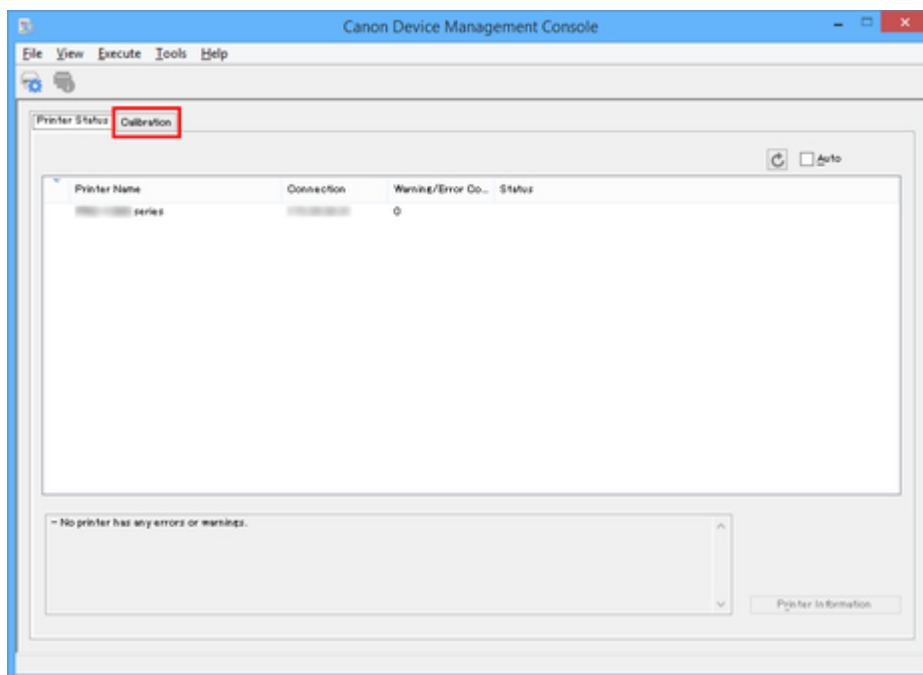 Canon Device Management Console
File View Execute Tools Help
Printer Status Calibration
Auto
Printer Name Connection Warning/Error Co... Status
series 0
- No printer has any errors or warnings.
Printer Information